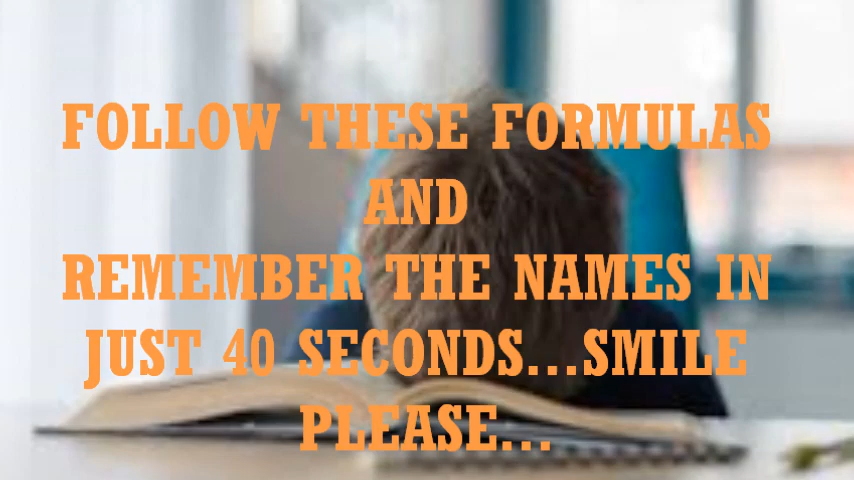 FOLLOW THESE FORMULAS
AND
REMEMBER THE NAMES IN
JUST 40 SECONDS...SMILE
PLEASE...